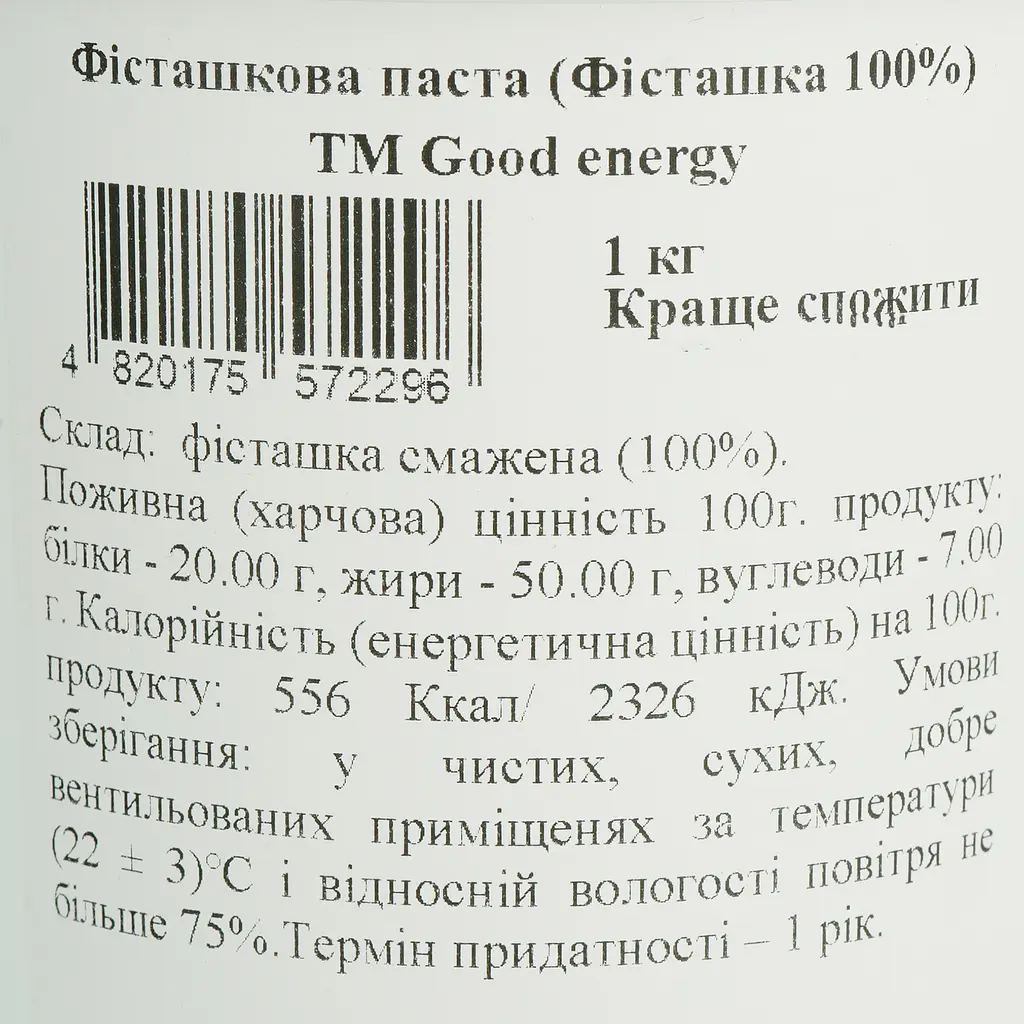 Фісташкова паста (Фісташка 100%)
ТМ Good energy
1 кг
Краще спожити
4 820175 572296
Склад: фісташка смажена (100%).
Поживна (харчова) цінність 100г. продукту:
білки - 20.00 г, жири - 50.00 г, вуглеводи - 7.00
г. Калорійність (енергетична цінність) на 100г.
продукту: 556 Ккал/ 2326 кДж. Умови
зберігання: у чистих, сухих, добре
вентильованих приміщенях за температури
(22 ± 3)°С і відносній вологості повітря не
більше 75%.Термін придатності – 1 рік.